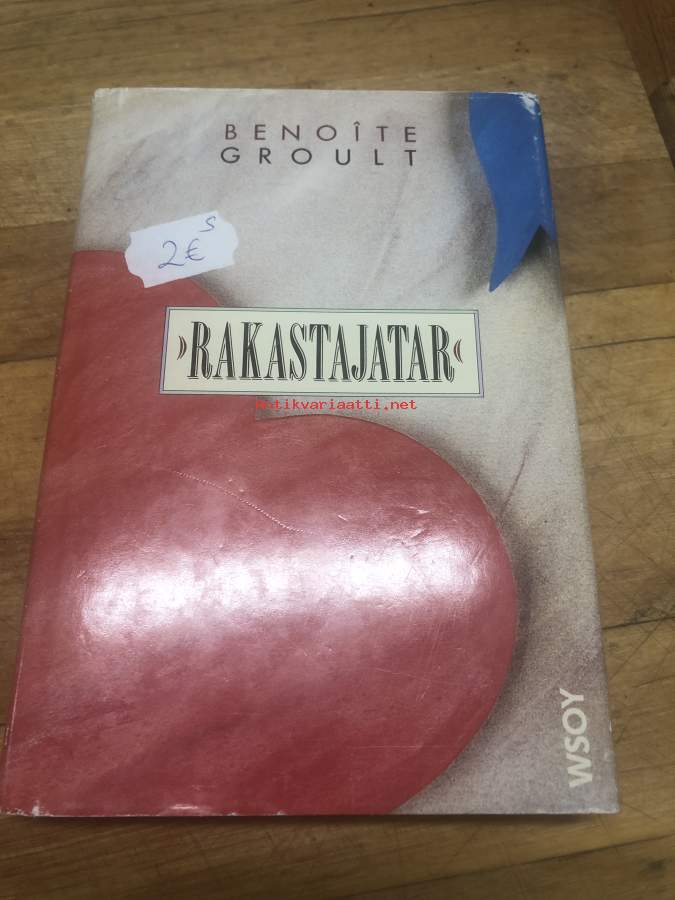 BENOÎTE
GROULT
S
2€
»RAKASTAJATAR«
antikvariaatti.net
WSOY